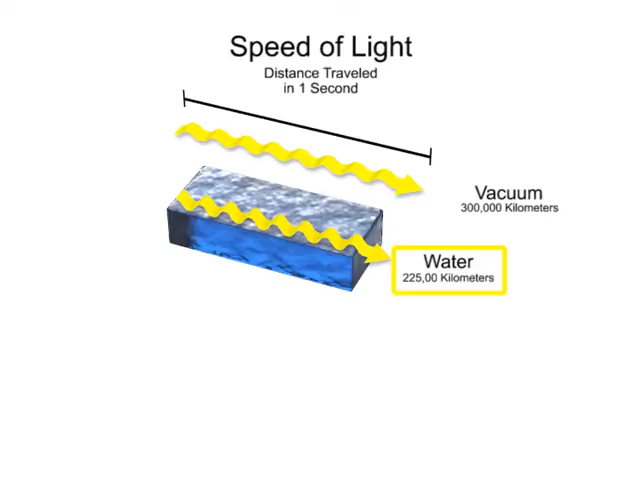 Speed of Light
Distance Traveled
in 1 Second
Vacuum
300,000 Kilometers
Water
225,00 Kilometers